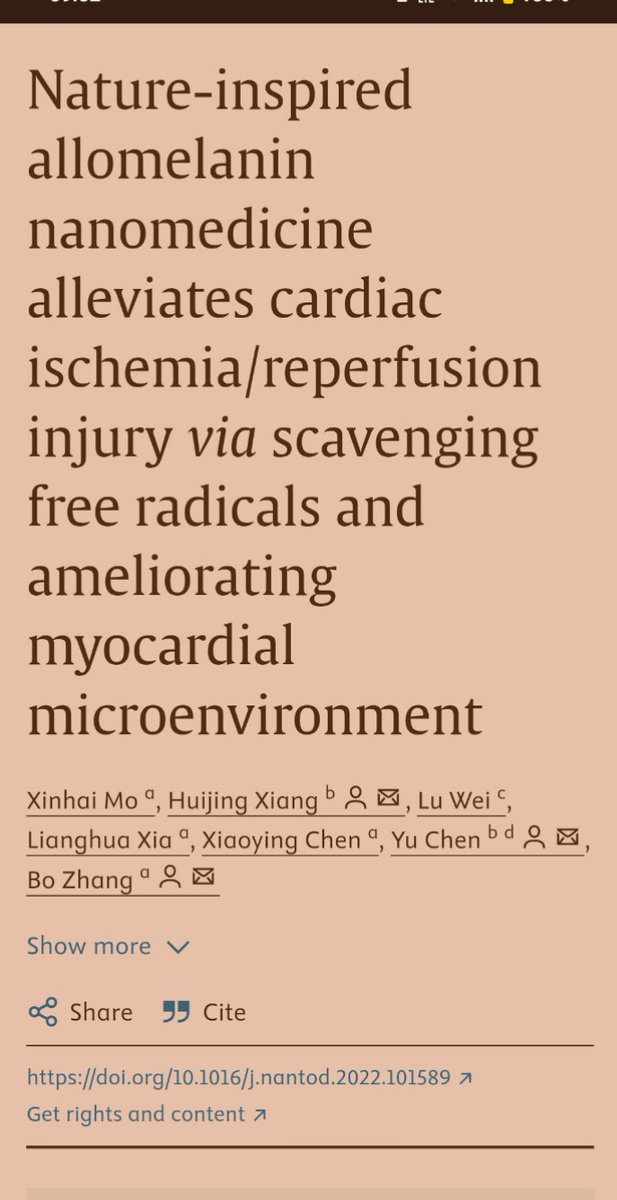 Nature-inspired
allomelanin
nanomedicine
alleviates cardiac
ischemia/reperfusion
injury via scavenging
free radicals and
ameliorating
myocardial
microenvironment
Xinhai Mo a, Huijing Xiang b, Lu Wei c,
Lianghua Xia a, Xiaoying Chen a, Yu Chen b d,
Bo Zhang a
Show more
Share Cite
https://doi.org/10.1016/j.nantod.2022.101589
Get rights and content